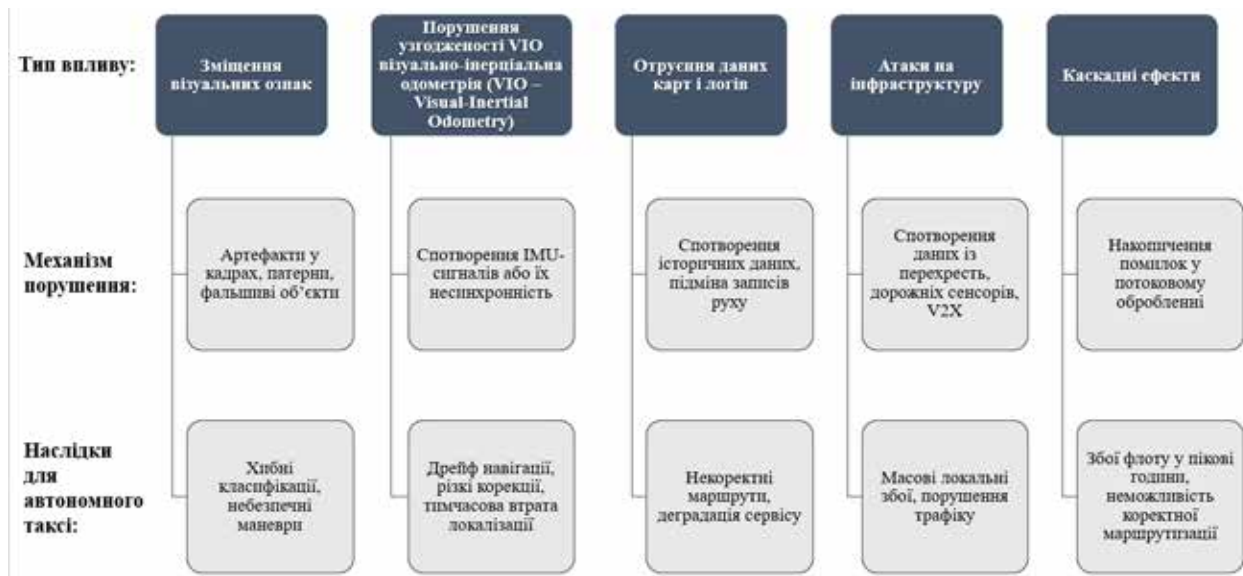 Тип впливу:
Зміщення
візуальних ознак
Порушення
узгодженості VIO
візуально-інерціальна
одометрія (VIO –
Visual-Inertial
Odometry)
Отруєння даних
карт і логів
Атаки на
інфраструктуру
Каскадні ефекти
Механізм
порушення:
Артефакти у
кадрах, патерни,
фальшиві об’єкти
Спотворення IMU-
сигналів або їх
несинхронність
Спотворення
історичних даних,
підміна записів
руху
Спотворення
даних із
перехресть,
дорожніх сенсорів,
V2X
Накопичення
помилок у
потоковому
обробленні
Наслідки
для
автономного
таксі:
Хибні
класифікації,
небезпечні
маневри
Дрейф навігації,
різкі корекції,
тимчасова втрата
локалізації
Некоректні
маршрути,
деградація сервісу
Масові локальні
збої, порушення
трафіку
Збої флоту у пікові
години,
неможливість
коректної
маршрутизації